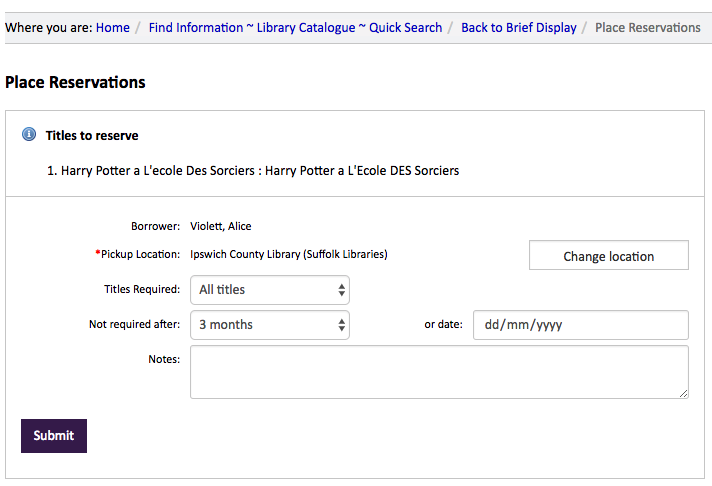 Where you are: Home / Find Information ~ Library Catalogue ~ Quick Search / Back to Brief Display / Place Reservations
Place Reservations
Titles to reserve
1. Harry Potter a L'ecole Des Sorciers : Harry Potter a L'Ecole DES Sorciers
Borrower: Violett, Alice
*Pickup Location: Ipswich County Library (Suffolk Libraries) Change location
Titles Required: All titles
Not required after: 3 months or date: dd/mm/yyyy
Notes:
Submit